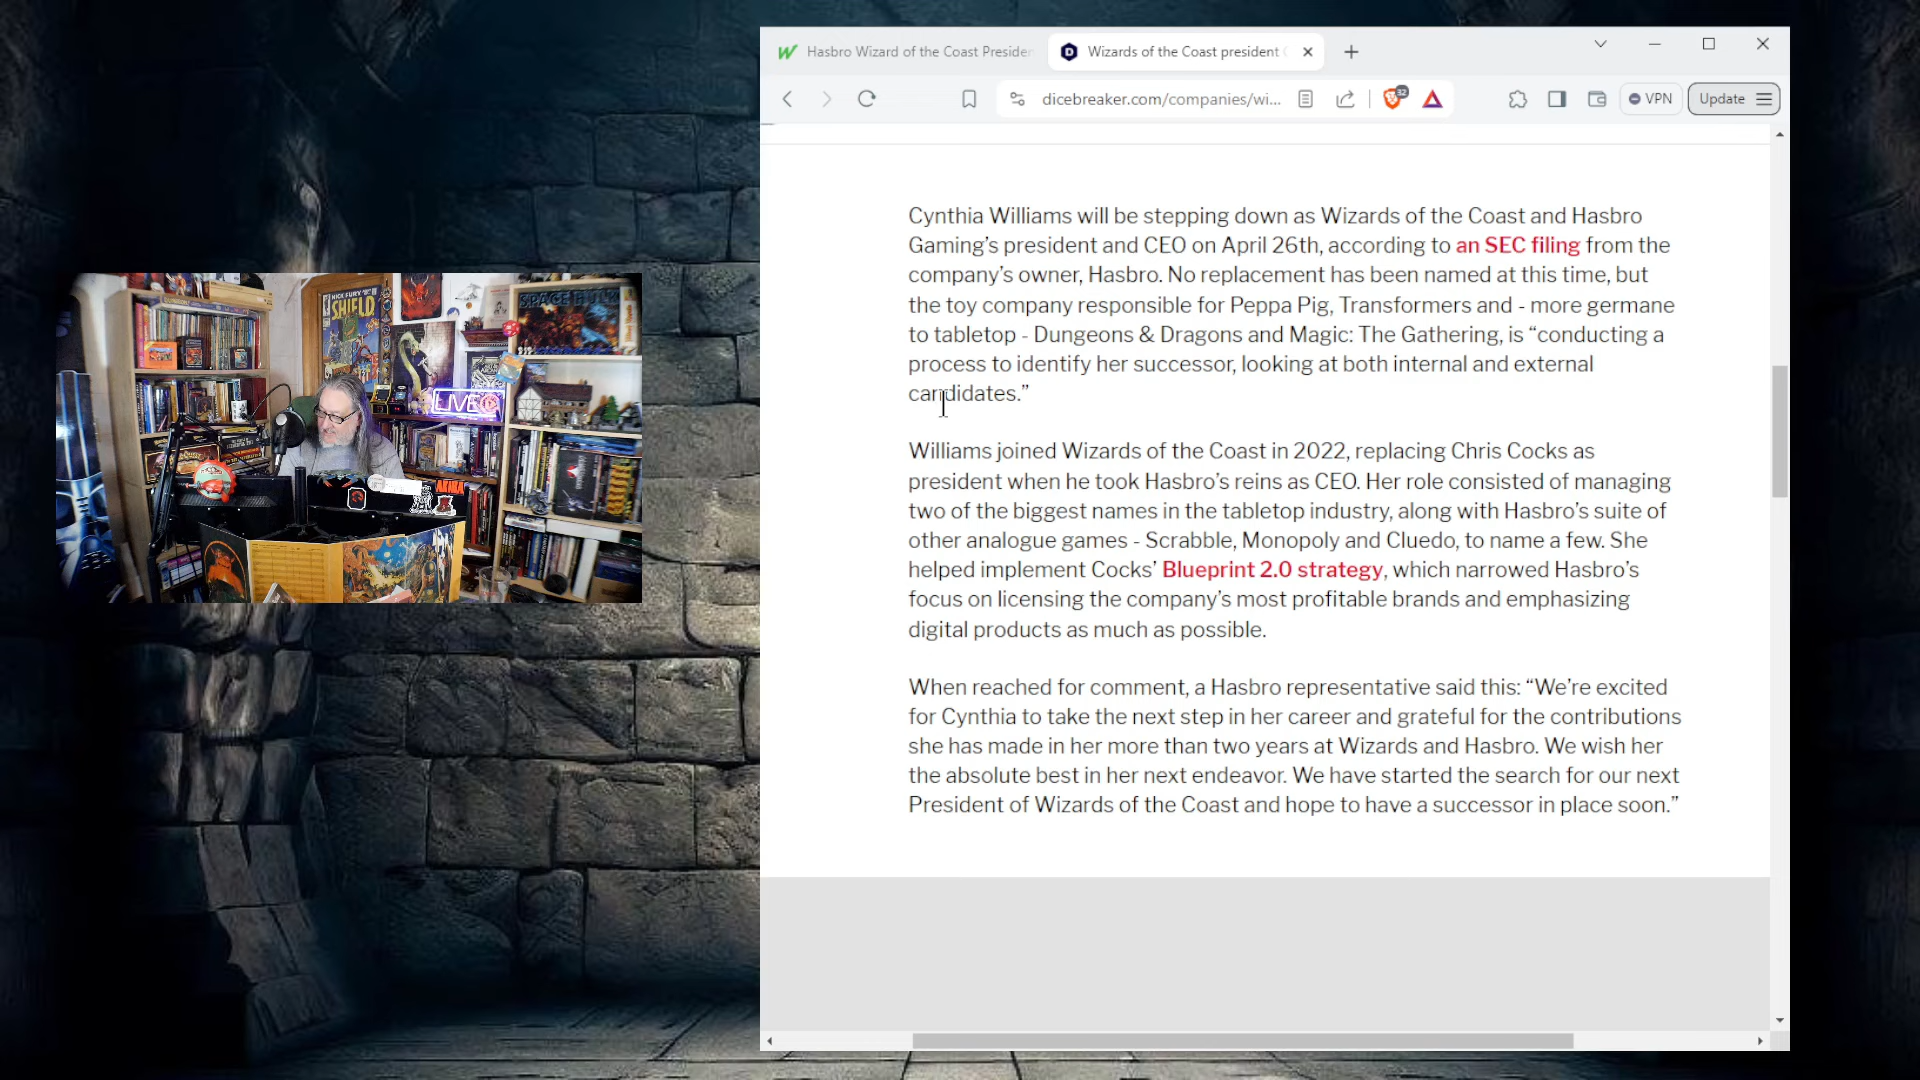 Hasbro Wizard of the Coast Presiden
Wizards of the Coast president
dicebreaker.com/companies/wi...
32
VPN
Update
Cynthia Williams will be stepping down as Wizards of the Coast and Hasbro
Gaming’s president and CEO on April 26th, according to an SEC filing from the
company’s owner, Hasbro. No replacement has been named at this time, but
the toy company responsible for Peppa Pig, Transformers and - more germane
to tabletop - Dungeons & Dragons and Magic: The Gathering, is “conducting a
process to identify her successor, looking at both internal and external
candidates.”
Williams joined Wizards of the Coast in 2022, replacing Chris Cocks as
president when he took Hasbro’s reins as CEO. Her role consisted of managing
two of the biggest names in the tabletop industry, along with Hasbro’s suite of
other analogue games - Scrabble, Monopoly and Cluedo, to name a few. She
helped implement Cocks’ Blueprint 2.0 strategy, which narrowed Hasbro’s
focus on licensing the company’s most profitable brands and emphasizing
digital products as much as possible.
When reached for comment, a Hasbro representative said this: “We’re excited
for Cynthia to take the next step in her career and grateful for the contributions
she has made in her more than two years at Wizards and Hasbro. We wish her
the absolute best in her next endeavor. We have started the search for our next
President of Wizards of the Coast and hope to have a successor in place soon.”
NICK FURY
SHIELD
SPACE HULK
LIVE
AKIRA